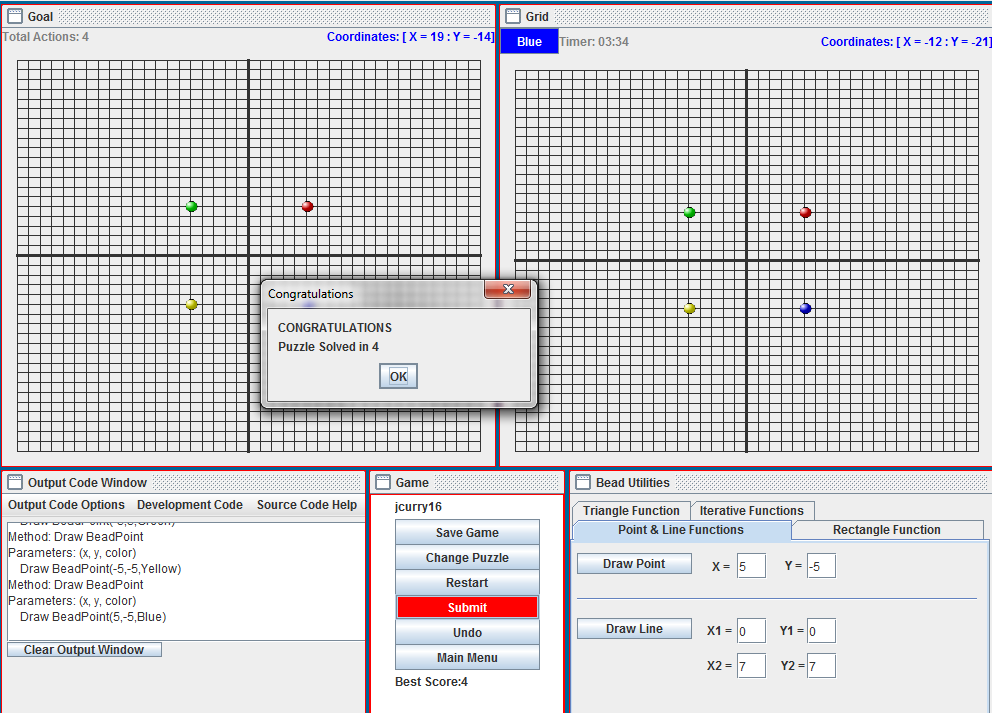 Goal
Total Actions: 4
Coordinates: [ X = 19 : Y = -14]
Grid
Blue
Timer: 03:34
Coordinates: [ X = -12 : Y = -21]
Congratulations
CONGRATULATIONS
Puzzle Solved in 4
OK
Output Code Window
Output Code Options Development Code Source Code Help
Draw BeadPoint(-5,5,Green)
Method: Draw BeadPoint
Parameters: (x, y, color)
Draw BeadPoint(-5,-5,Yellow)
Method: Draw BeadPoint
Parameters: (x, y, color)
Draw BeadPoint(5,-5,Blue)
Clear Output Window
Game
jcurry16
Save Game
Change Puzzle
Restart
Submit
Undo
Main Menu
Best Score:4
Bead Utilities
Triangle Function Iterative Functions
Point & Line Functions Rectangle Function
Draw Point X = 5 Y = -5
Draw Line X1 = 0 Y1 = 0
X2 = 7 Y2 = 7